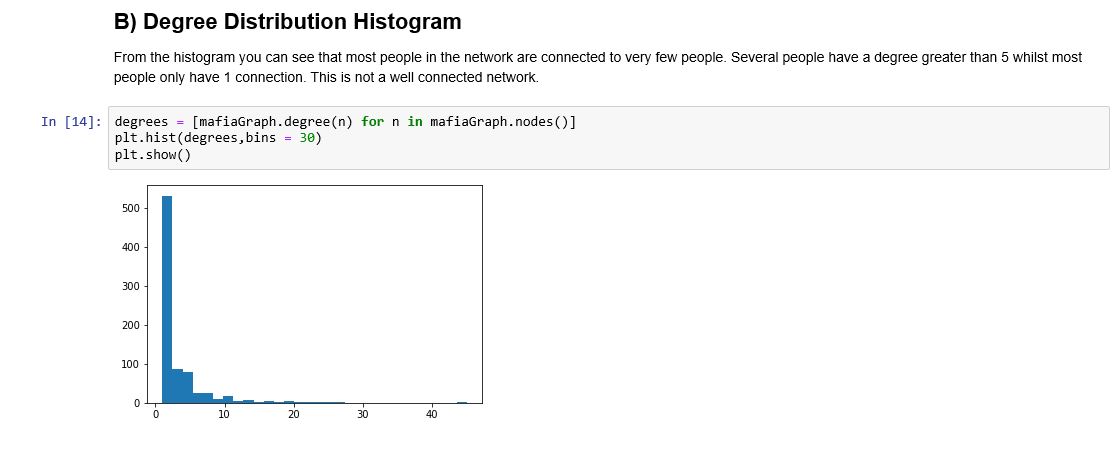 B) Degree Distribution Histogram
From the histogram you can see that most people in the network are connected to very few people. Several people have a degree greater than 5 whilst most
people only have 1 connection. This is not a well connected network.
In [14]: degrees = [mafiaGraph.degree(n) for n in mafiaGraph.nodes()]
plt.hist(degrees,bins = 30)
plt.show()
500
400
300
200
100
0
0 10 20 30 40